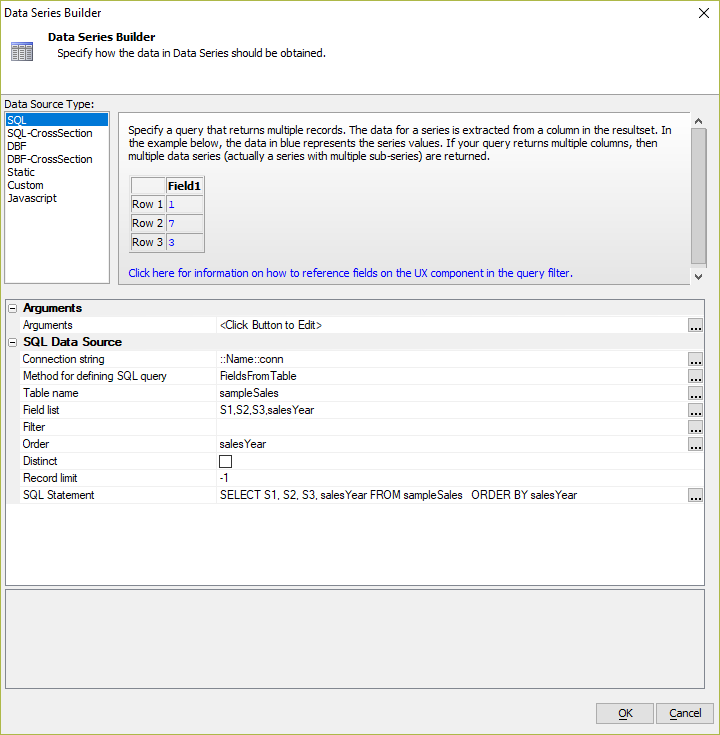 Data Series Builder
Data Series Builder
Specify how the data in Data Series should be obtained.
Data Source Type:
SQL
SQL-CrossSection
DBF
DBF-CrossSection
Static
Custom
Javascript
Specify a query that returns multiple records. The data for a series is extracted from a column in the resultset. In
the example below, the data in blue represents the series values. If your query returns multiple columns, then
multiple data series (actually a series with multiple sub-series) are returned.
Field1
Row 1 1
Row 2 7
Row 3 3
Click here for information on how to reference fields on the UX component in the query filter.
Arguments
Arguments <Click Button to Edit> ...
SQL Data Source
Connection string ::Name::conn ...
Method for defining SQL query FieldsFromTable ...
Table name sampleSales ...
Field list S1,S2,S3,salesYear ...
Filter ...
Order salesYear ...
Distinct
Record limit -1
SQL Statement SELECT S1, S2, S3, salesYear FROM sampleSales ORDER BY salesYear ...
OK Cancel